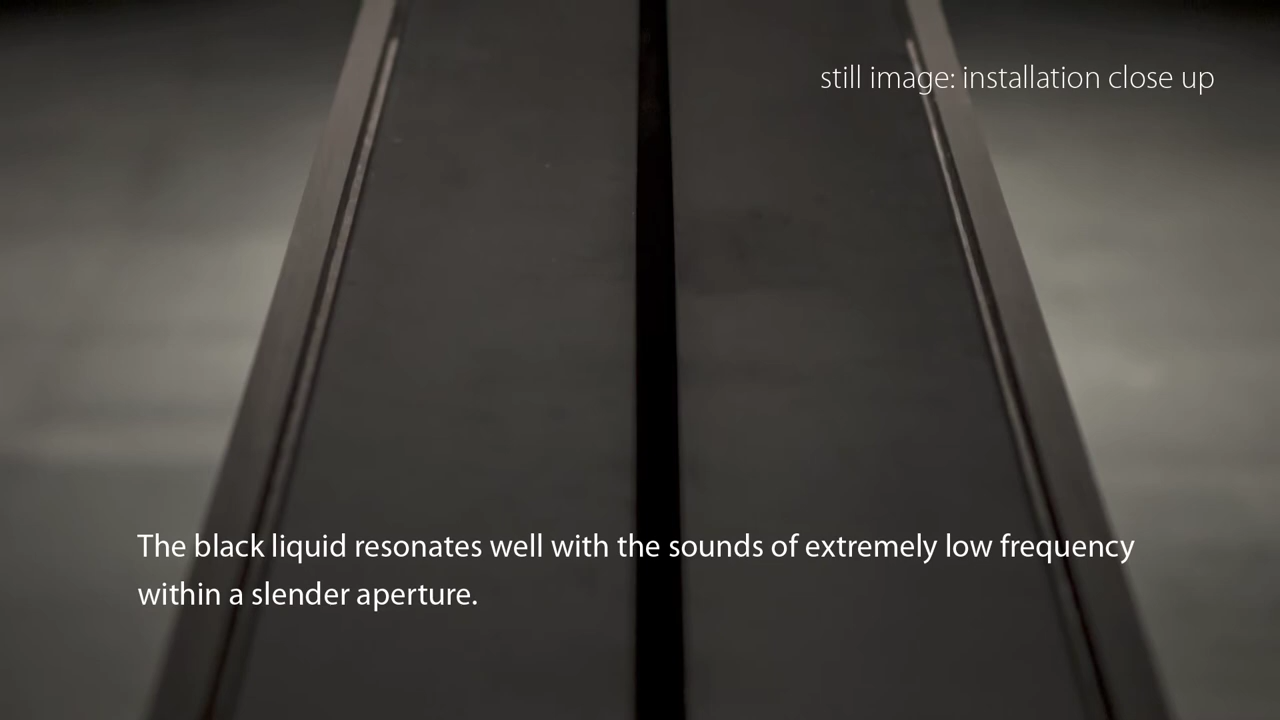 still image: installation close up
The black liquid resonates well with the sounds of extremely low frequency
within a slender aperture.